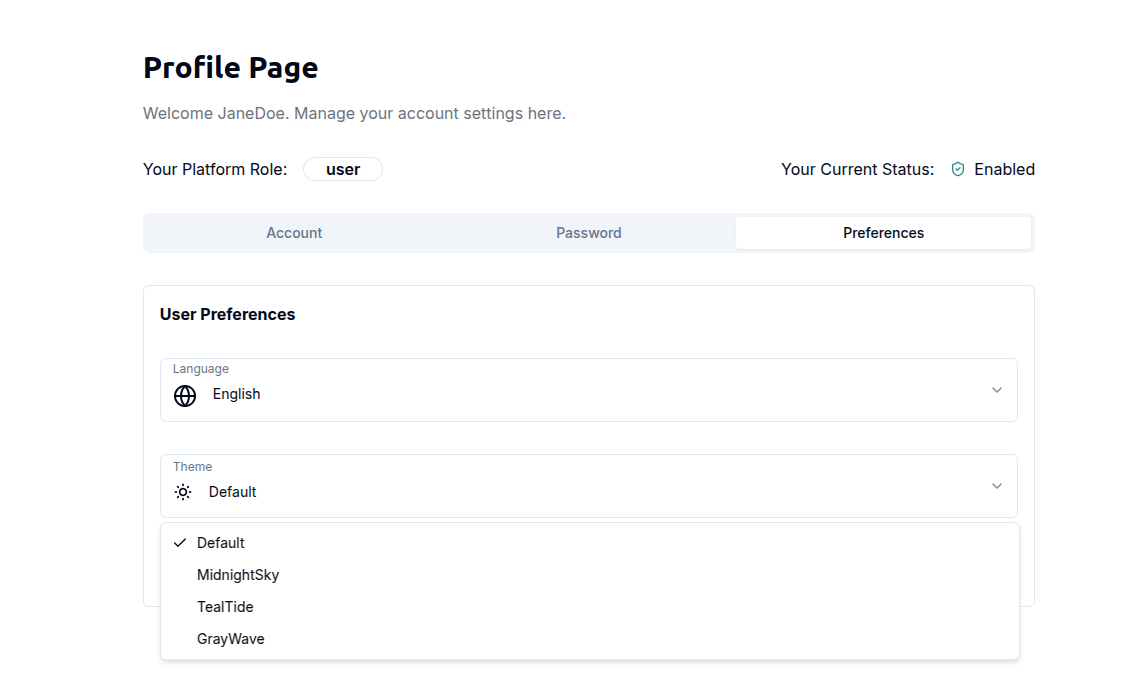 Profile Page
Welcome JaneDoe. Manage your account settings here.
Your Platform Role: user Your Current Status: Enabled
Account Password Preferences
User Preferences
Language
English
Theme
Default
Default
MidnightSky
TealTide
GrayWave